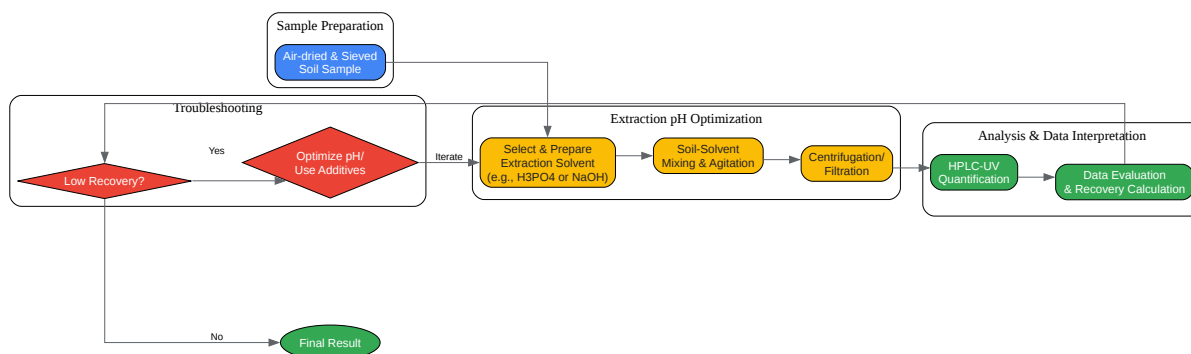 Sample Preparation
Air-dried & Sieved
Soil Sample
Troubleshooting
Low Recovery?
Yes
Optimize pH/
Use Additives
Iterate
Extraction pH Optimization
Select & Prepare
Extraction Solvent
(e.g., H3PO4 or NaOH)
Soil-Solvent
Mixing & Agitation
Centrifugation/
Filtration
Analysis & Data Interpretation
HPLC-UV
Quantification
Data Evaluation
& Recovery Calculation
No
Final Result